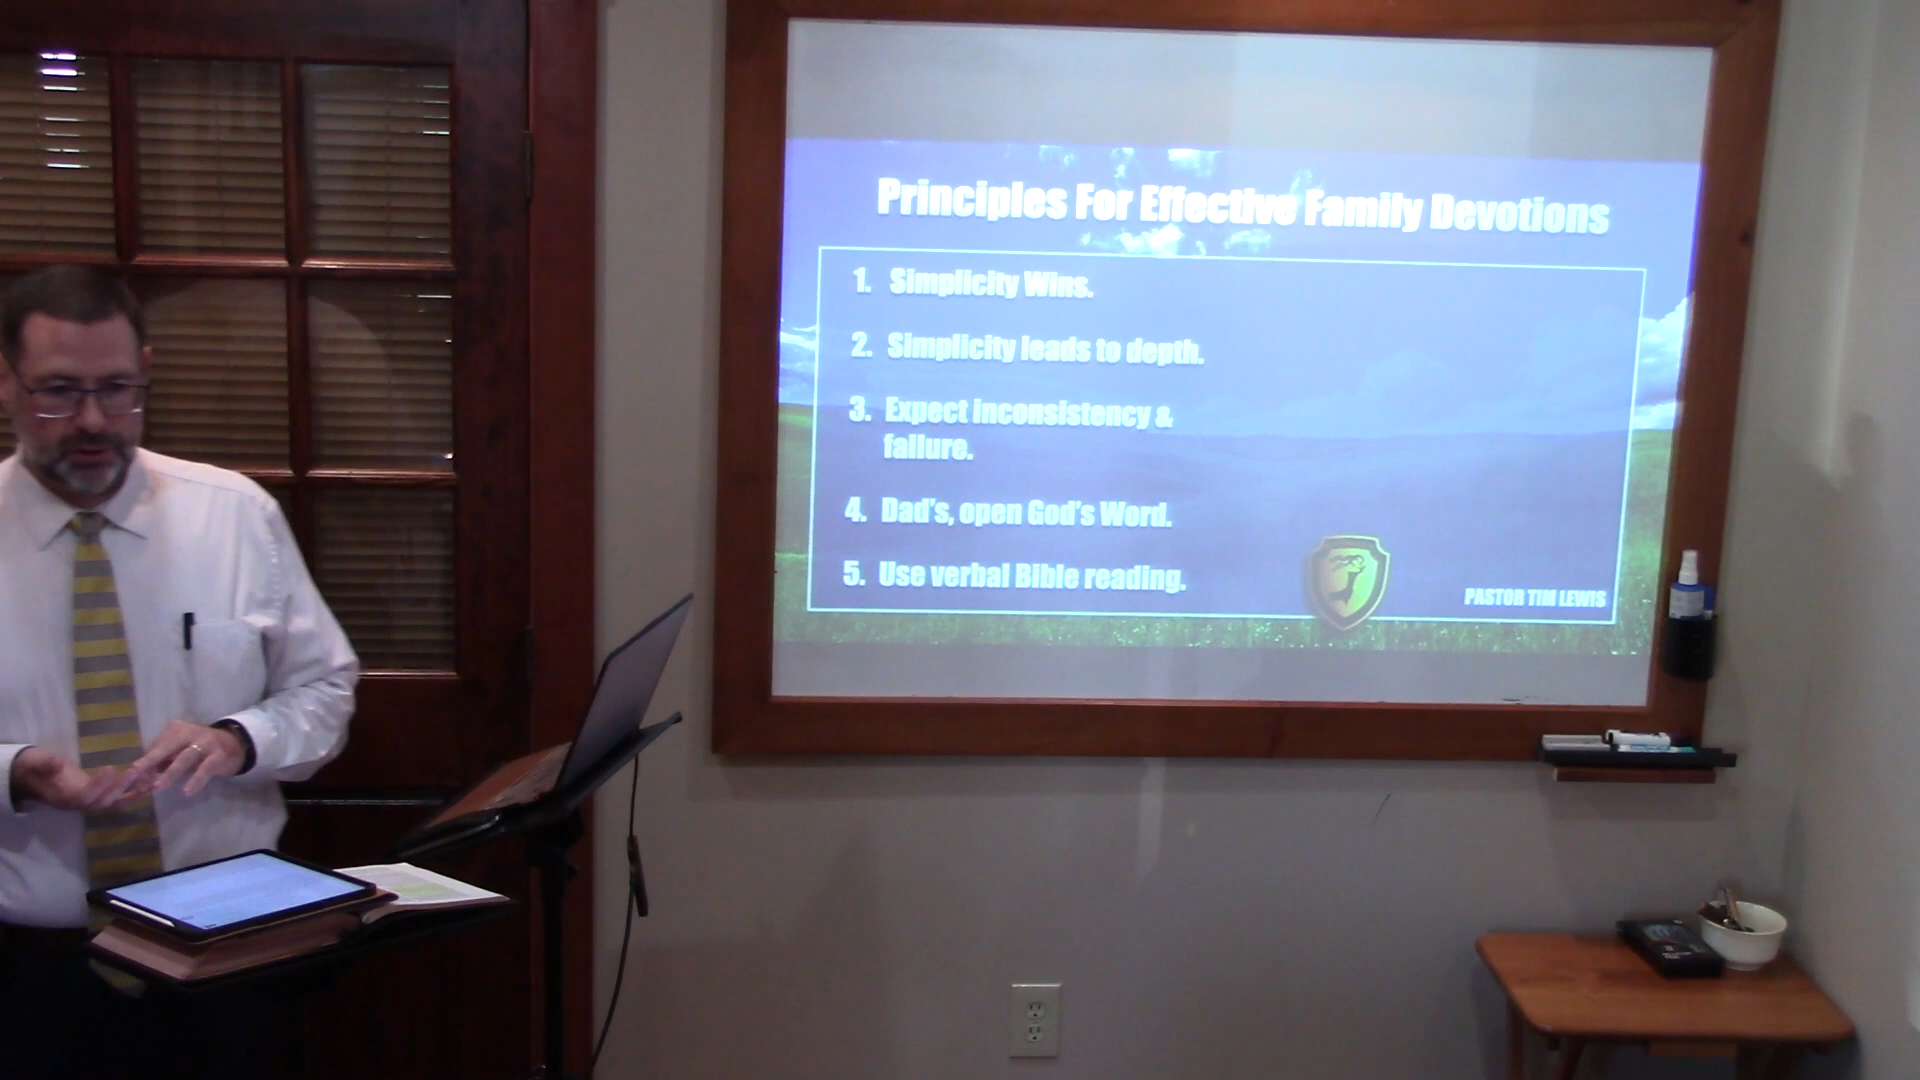 Principles For Effective Family Devotions
1. Simplicity Wins.
2. Simplicity leads to depth.
3. Expect inconsistency &
failure.
4. Dad's, open God's Word.
5. Use verbal Bible reading.
PASTOR TIM LEWIS